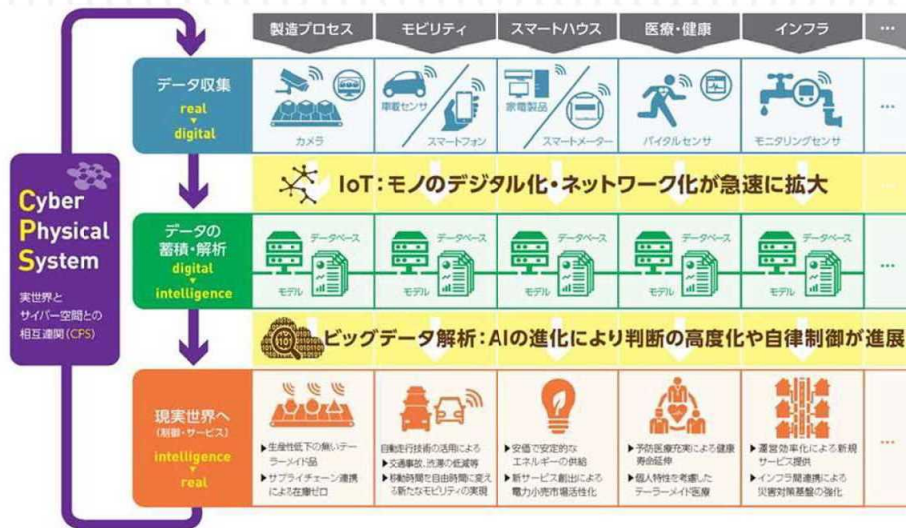 製造プロセス
モビリティ
スマートハウス
医療・健康
インフラ
…
データ収集
real
digital
カメラ
車載センサ
スマートフォン
家電製品
スマートメーター
バイタルセンサ
モニタリングセンサ
…
IoT：モノのデジタル化・ネットワーク化が急速に拡大
Cyber
Physical
System
実世界と
サイバー空間との
相互連関(CPS)
データの
蓄積・解析
digital
intelligence
データベース
モデル
データベース
モデル
データベース
モデル
データベース
モデル
データベース
モデル
…
101
ビッグデータ解析：AIの進化により判断の高度化や自律制御が進展
現実世界へ
(制御・サービス)
intelligence
real
▶生産性低下の無いテー
ラーメイド品
▶サプライチェーン連携
による在庫ゼロ
自動走行技術の活用による
▶交通事故、渋滞の低減等
▶移動時間を自由時間に変え
る新たなモビリティの実現
▶安価で安定的な
エネルギーの供給
▶新サービス創出による
電力小売市場活性化
▶予防医療充実による健康
寿命延伸
▶個人特性を考慮した
テーラーメイド医療
▶運営効率化による新規
サービス提供
▶インフラ間連携による
災害対策基盤の強化
…